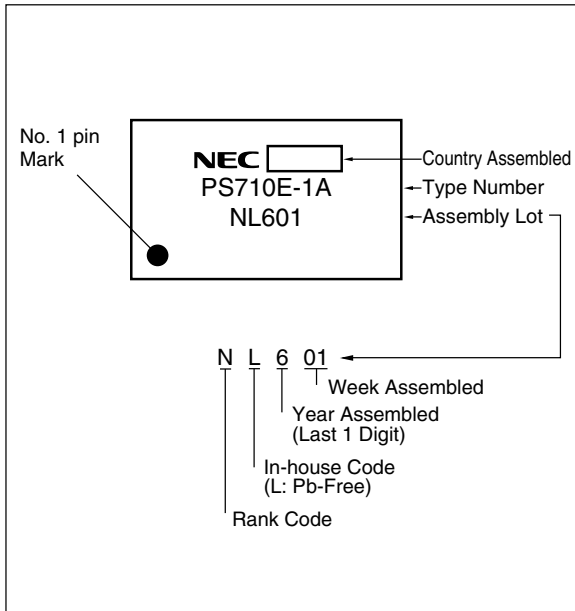 No. 1 pin
Mark
NEC
Country Assembled
PS710E-1A
Type Number
NL601
Assembly Lot
N L 6 01
Week Assembled
Year Assembled
(Last 1 Digit)
In-house Code
(L: Pb-Free)
Rank Code